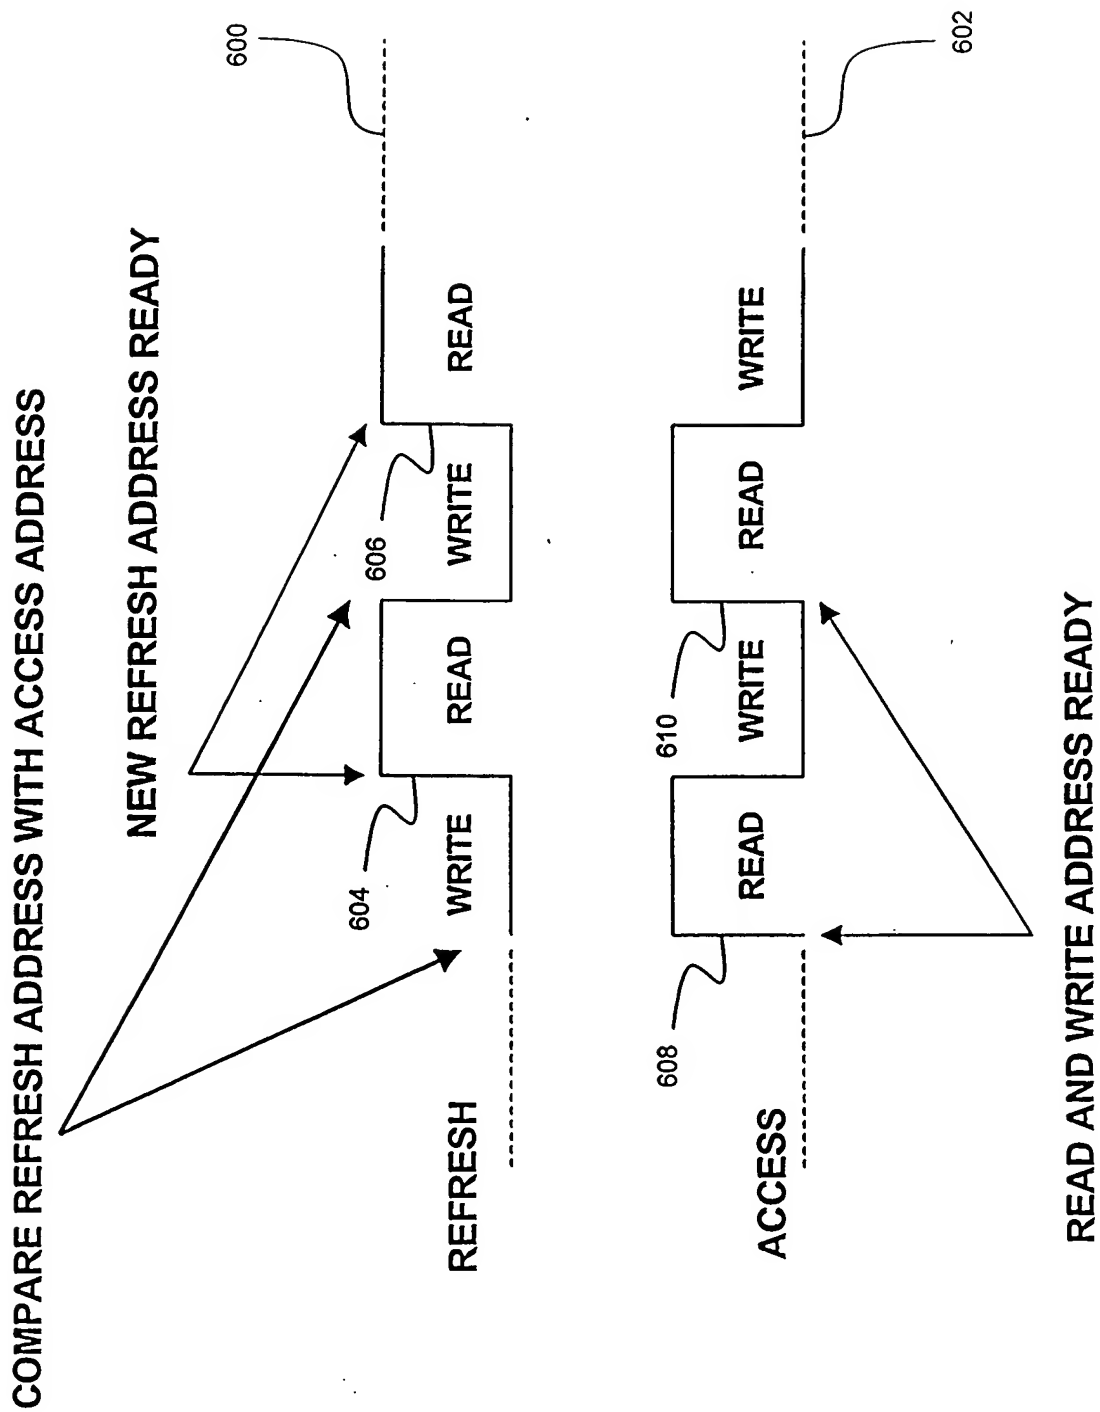 COMPARE REFRESH ADDRESS WITH ACCESS ADDRESS
NEW REFRESH ADDRESS READY
600
604
606
REFRESH WRITE READ WRITE READ
608 610
ACCESS READ WRITE READ WRITE
602
READ AND WRITE ADDRESS READY